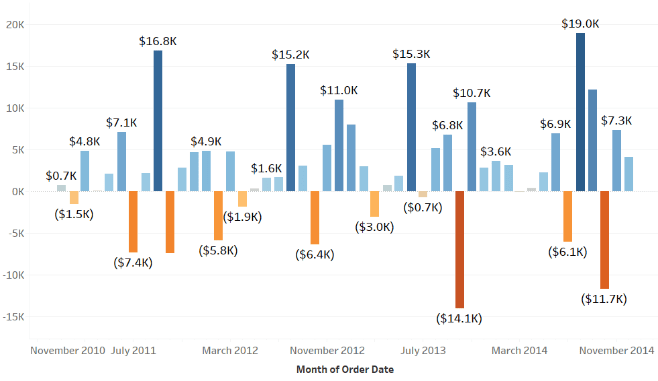 20K
15K
10K
5K
0K
-5K
-10K
-15K
$0.7K
($1.5K)
$4.8K
$7.1K
($7.4K)
$16.8K
$4.9K
($5.8K)
($1.9K)
$1.6K
$15.2K
($6.4K)
$11.0K
($3.0K)
$15.3K
($0.7K)
$6.8K
($14.1K)
$10.7K
$3.6K
$6.9K
($6.1K)
$19.0K
($11.7K)
$7.3K
November 2010 July 2011 March 2012 November 2012 July 2013 March 2014 November 2014
Month of Order Date